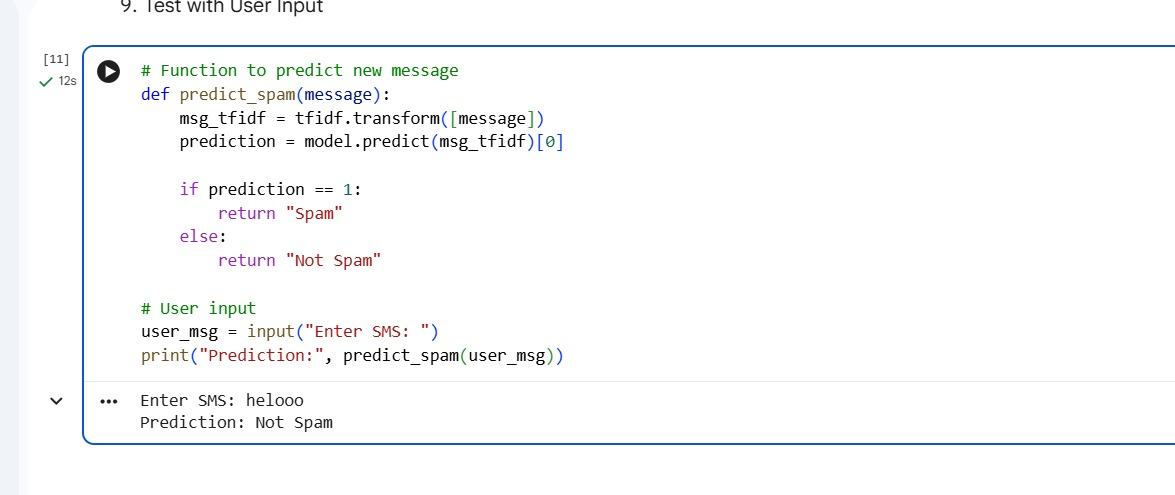 9. Test with User Input
[11]
12s
# Function to predict new message
def predict_spam(message):
    msg_tfidf = tfidf.transform([message])
    prediction = model.predict(msg_tfidf)[0]
    if prediction == 1:
        return "Spam"
    else:
        return "Not Spam"
# User input
user_msg = input("Enter SMS: ")
print("Prediction:", predict_spam(user_msg))
Enter SMS: helooo
Prediction: Not Spam